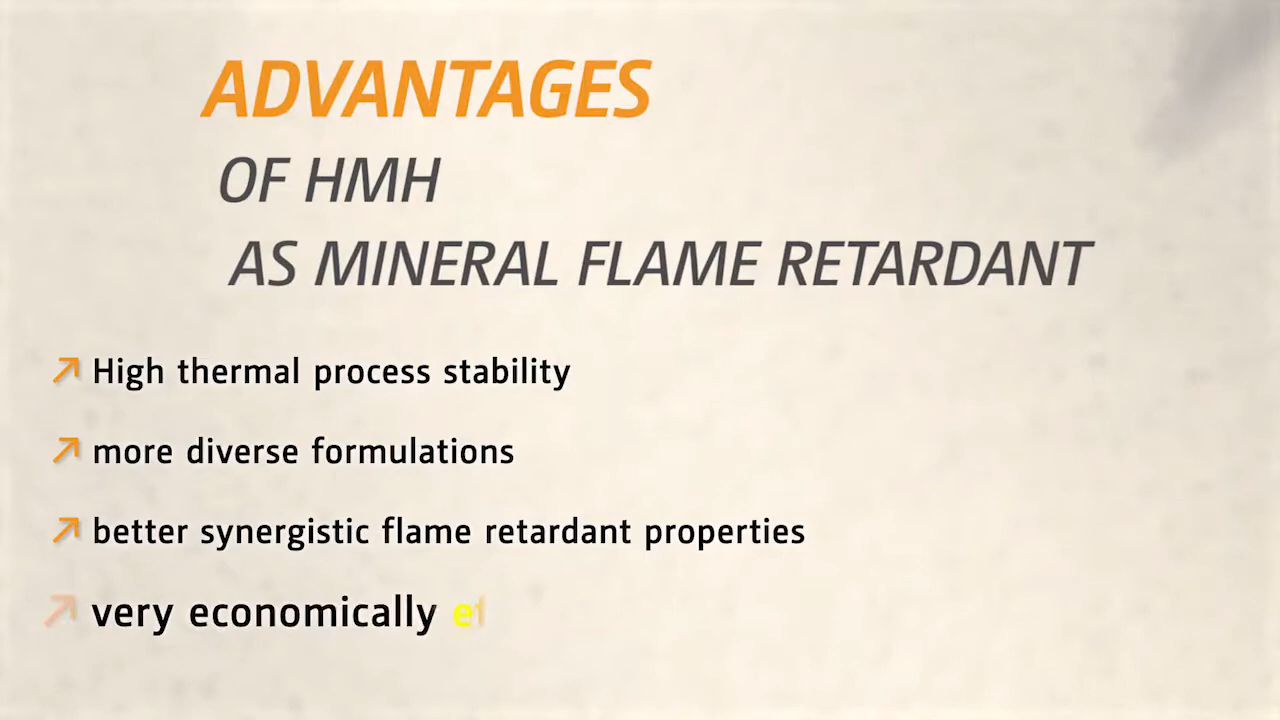 ADVANTAGES
OF HMH
AS MINERAL FLAME RETARDANT
High thermal process stability
more diverse formulations
better synergistic flame retardant properties
very economically